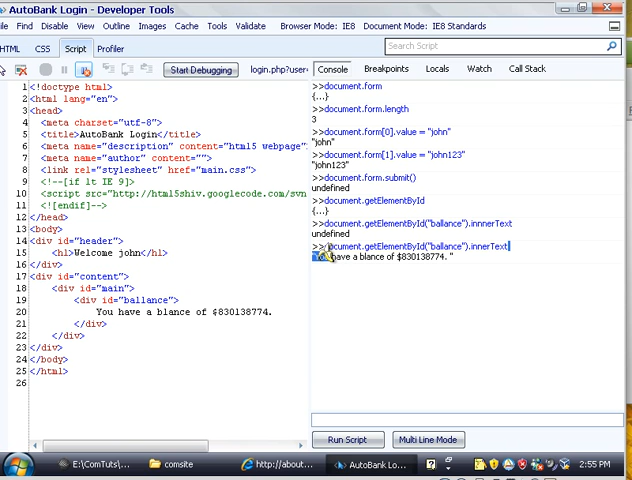 AutoBank Login - Developer Tools
File Find Disable View Outline Images Cache Tools Validate Browser Mode: IE8 Document Mode: IE8 Standards
HTML CSS Script Profiler
Search Script
Start Debugging login.php?user= Console Breakpoints Locals Watch Call Stack
1 <!doctype html>
2 <html lang="en">
3 <head>
4 <meta charset="utf-8">
5 <title>AutoBank Login</title>
6 <meta name="description" content="html5 webpage"
7 <meta name="author" content="">
8 <link rel="stylesheet" href="main.css">
9 <!--[if lt IE 9]>
10 <script src="http://html5shiv.googlecode.com/svn
11 <![endif]-->
12 </head>
13 <body>
14 <div id="header">
15 <h1>Welcome john</h1>
16 </div>
17 <div id="content">
18 <div id="main">
19 <div id="ballance">
20 You have a blance of $830138774.
21 </div>
22 </div>
23 </div>
24 </body>
25 </html>
26
>>document.form
{...}
>>document.form.length
3
>>document.form[0].value = "john"
"john"
>>document.form[1].value = "john123"
"john123"
>>document.form.submit()
undefined
>>document.getElementById
{...}
>>document.getElementById("ballance").innnerText
undefined
>>document.getElementById("ballance").innerText
have a blance of $830138774. "
Run Script Multi Line Mode
start E:\ComTuts\... comsite http://about... AutoBank Lo... 2:55 PM